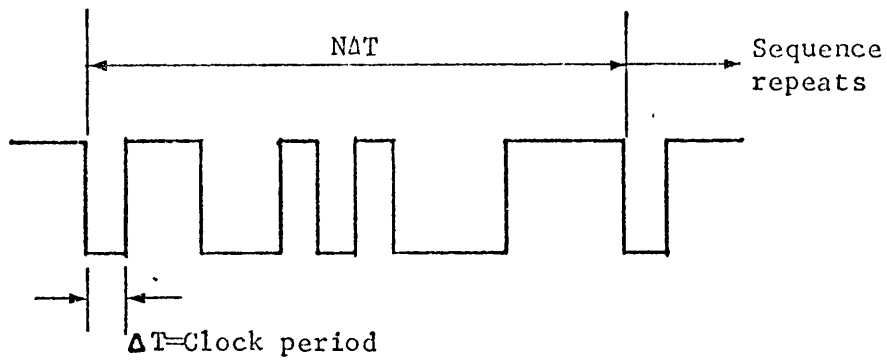 NΔT
Sequence
repeats
ΔT=Clock period